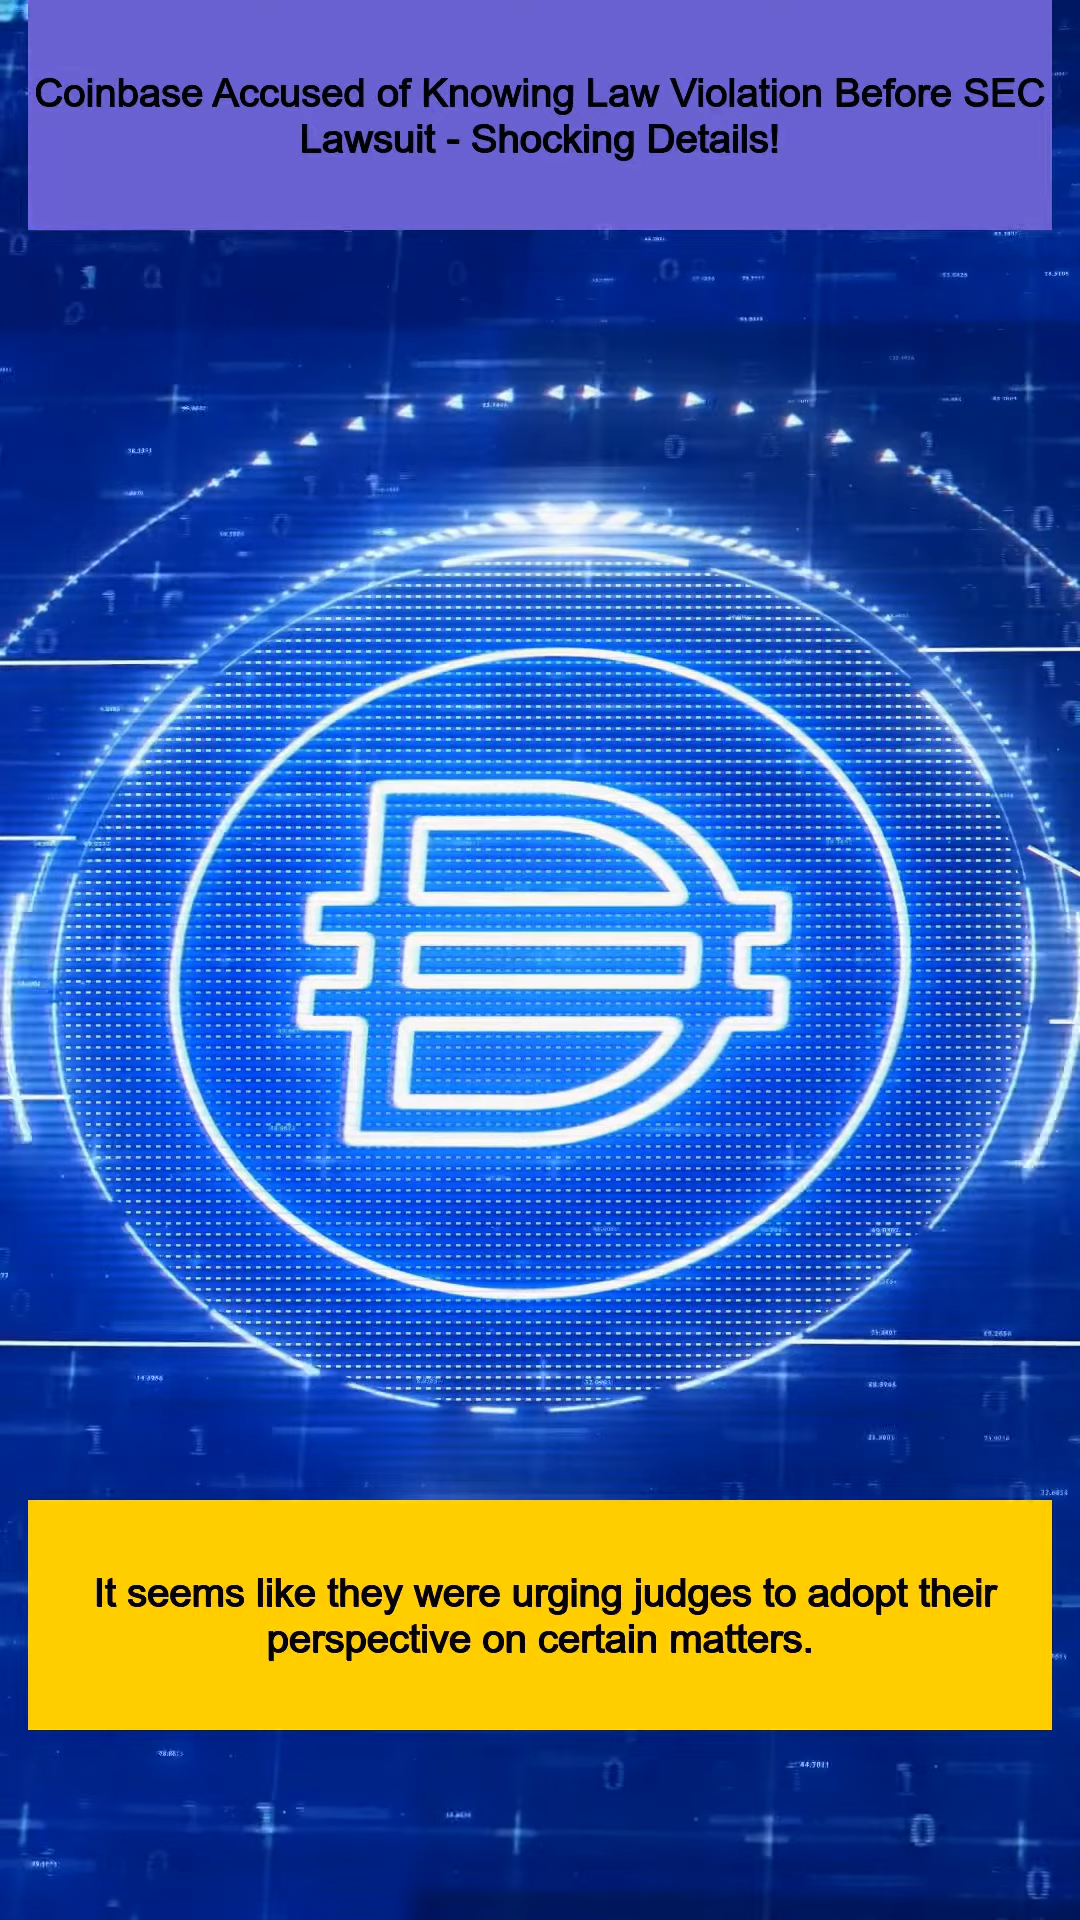 Coinbase Accused of Knowing Law Violation Before SEC
Lawsuit - Shocking Details!
It seems like they were urging judges to adopt their
perspective on certain matters.